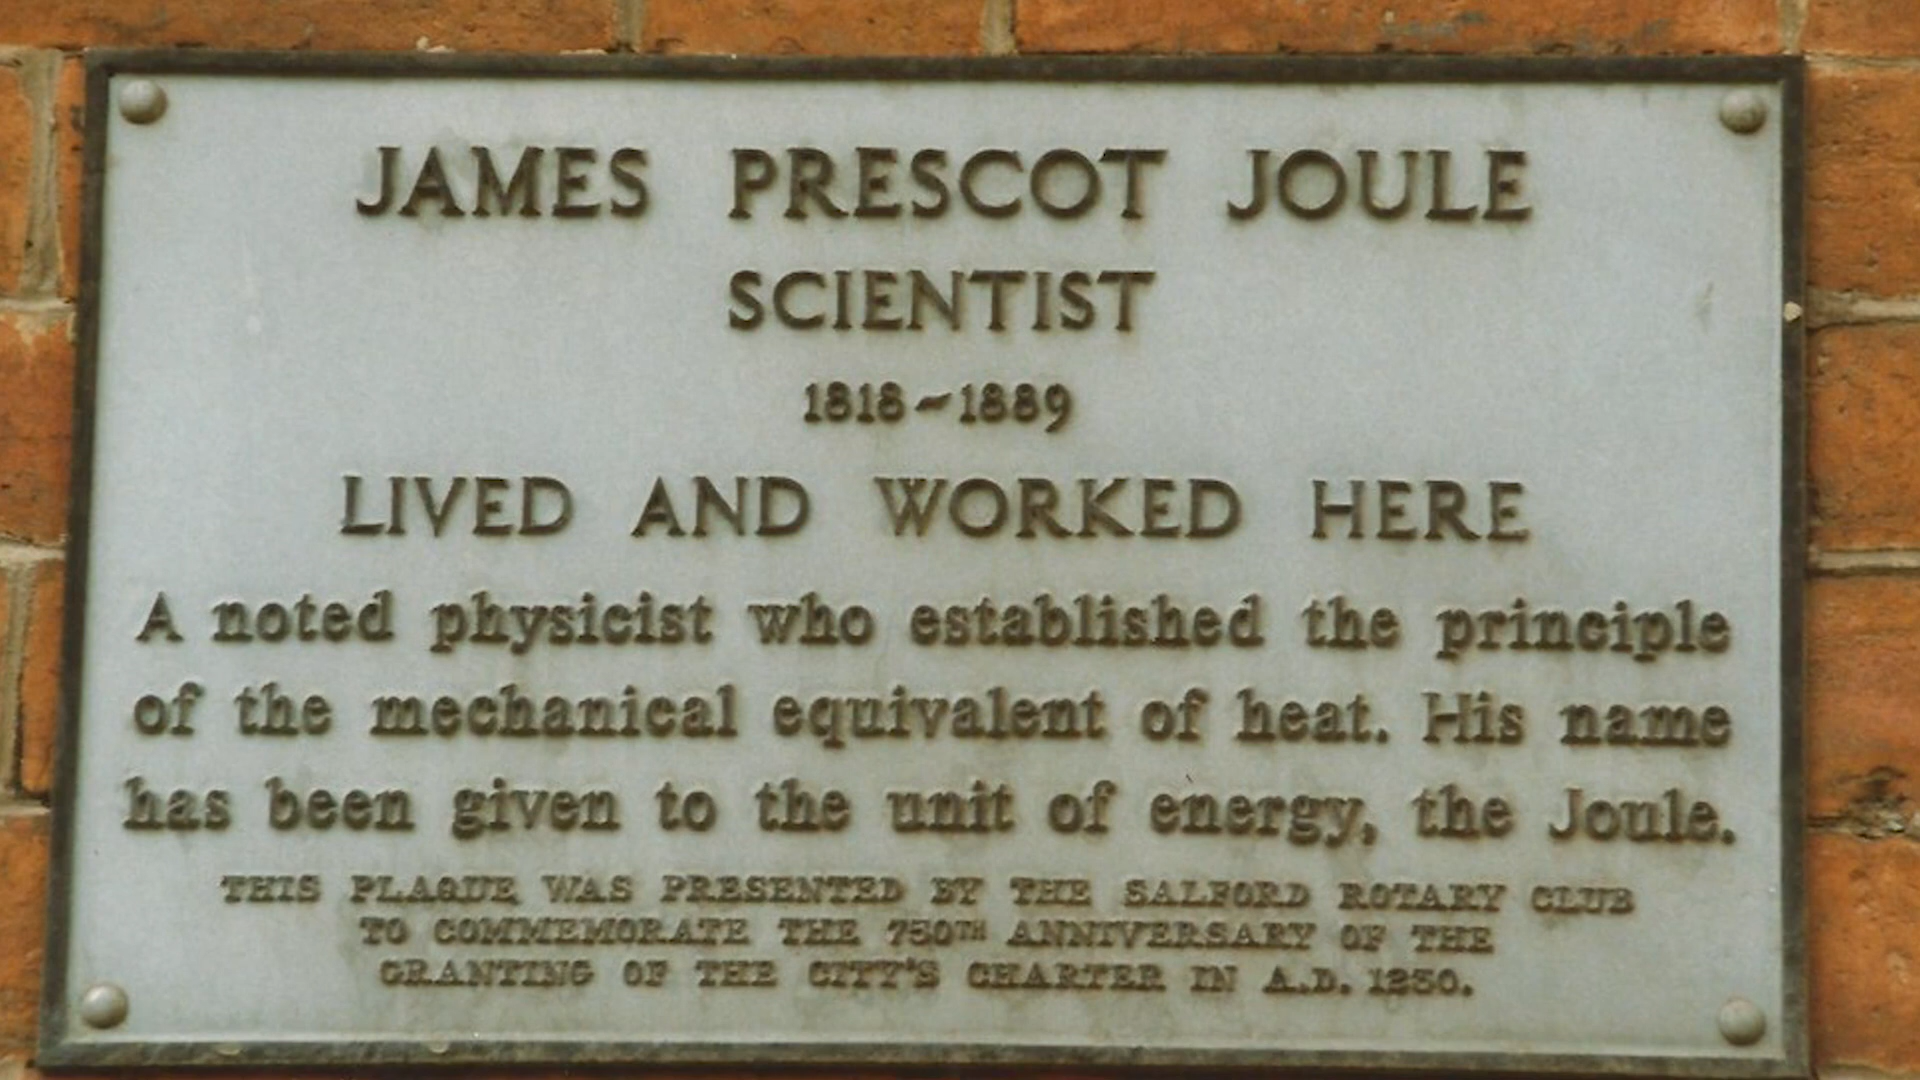 JAMES PRESCOT JOULE
SCIENTIST
1818~1889
LIVED AND WORKED HERE
A noted physicist who established the principle
of the mechanical equivalent of heat. His name
has been given to the unit of energy, the Joule.
THIS PLAQUE WAS PRESENTED BY THE SALFORD ROTARY CLUB
TO COMMEMORATE THE 750TH ANNIVERSARY OF THE
GRANTING OF THE CITY'S CHARTER IN A.D. 1230.